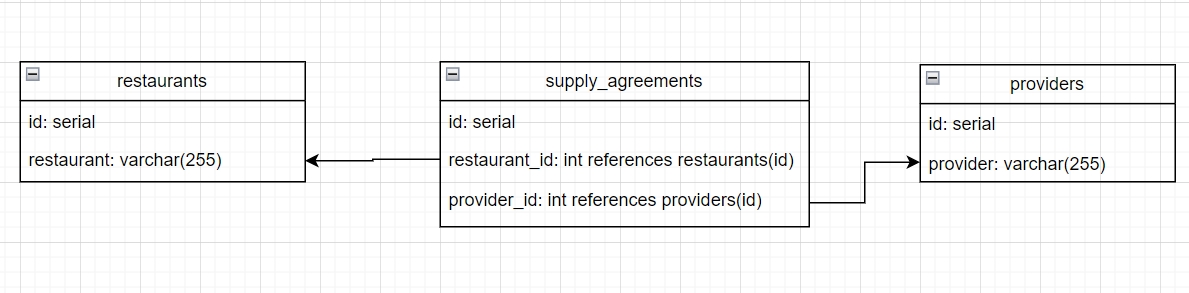 restaurants
id: serial
restaurant: varchar(255)
supply_agreements
id: serial
restaurant_id: int references restaurants(id)
provider_id: int references providers(id)
providers
id: serial
provider: varchar(255)